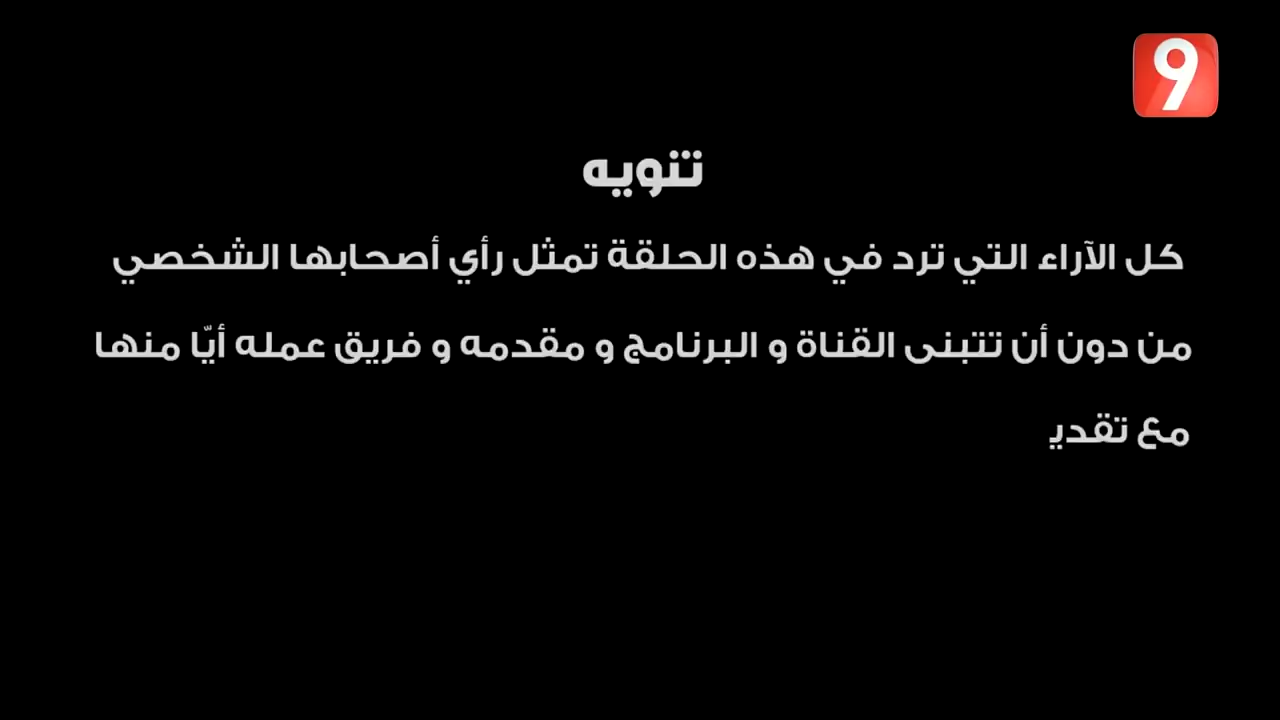 9
تنويه
كل الآراء التي ترد في هذه الحلقة تمثل رأي أصحابها الشخصي
من دون أن تتبنى القناة و البرنامج و مقدمه و فريق عمله أيّا منها
مع تقدي